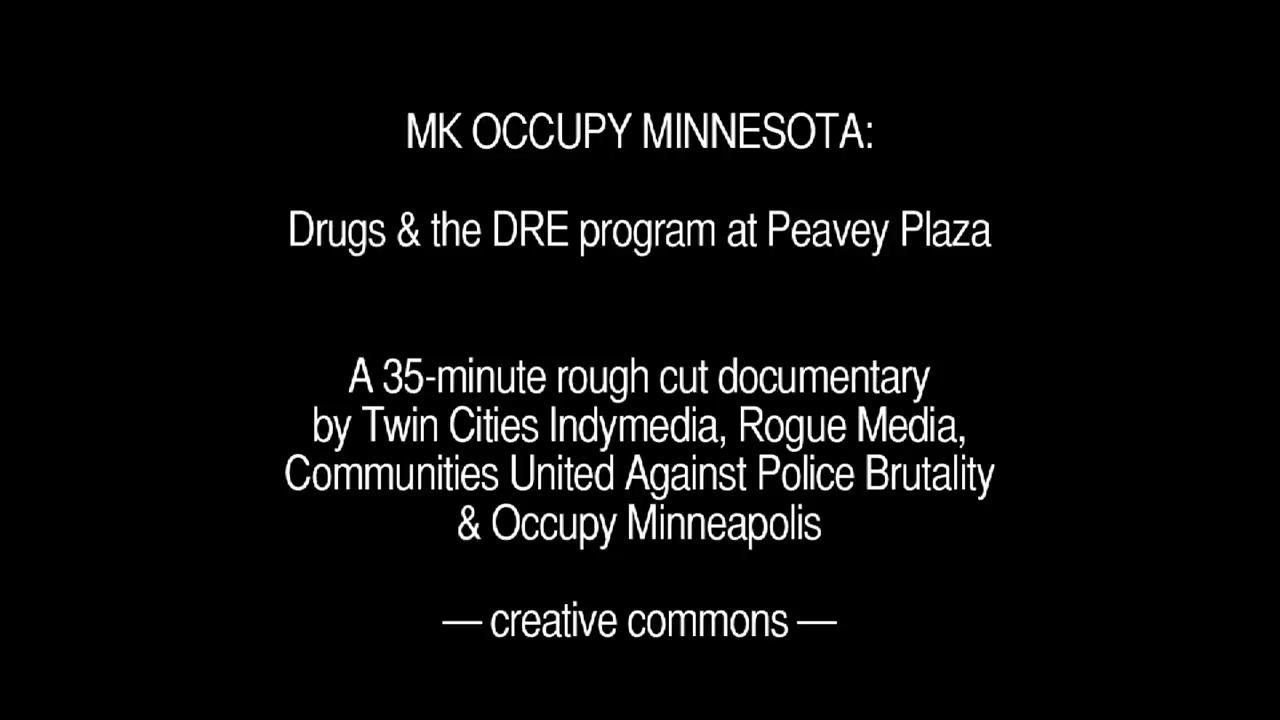 MK OCCUPY MINNESOTA:
Drugs & the DRE program at Peavey Plaza
A 35-minute rough cut documentary
by Twin Cities Indymedia, Rogue Media,
Communities United Against Police Brutality
& Occupy Minneapolis
— creative commons —